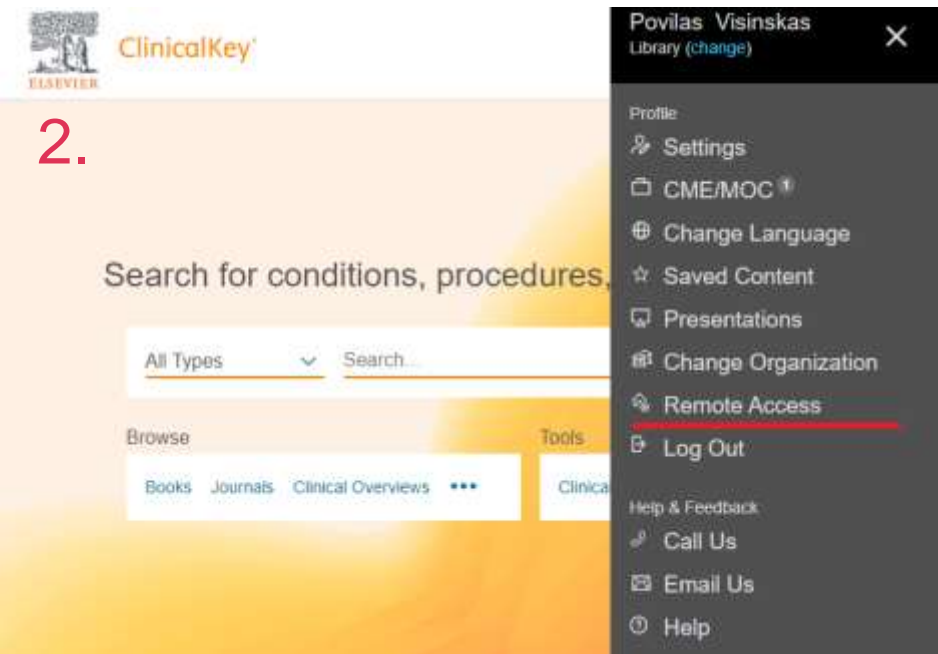 ELSEVIER
ClinicalKey
2.
Search for conditions, procedures,
All Types
Search...
Browse
Tools
Books Journals Clinical Overviews •••
Clinica
Povilas Visinskas
Library (change)
Profile
Settings
CME/MOC 1
Change Language
Saved Content
Presentations
Change Organization
Remote Access
Log Out
Help & Feedback
Call Us
Email Us
Help